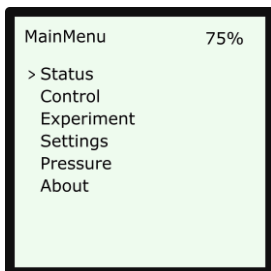 MainMenu 75%
> Status
Control
Experiment
Settings
Pressure
About